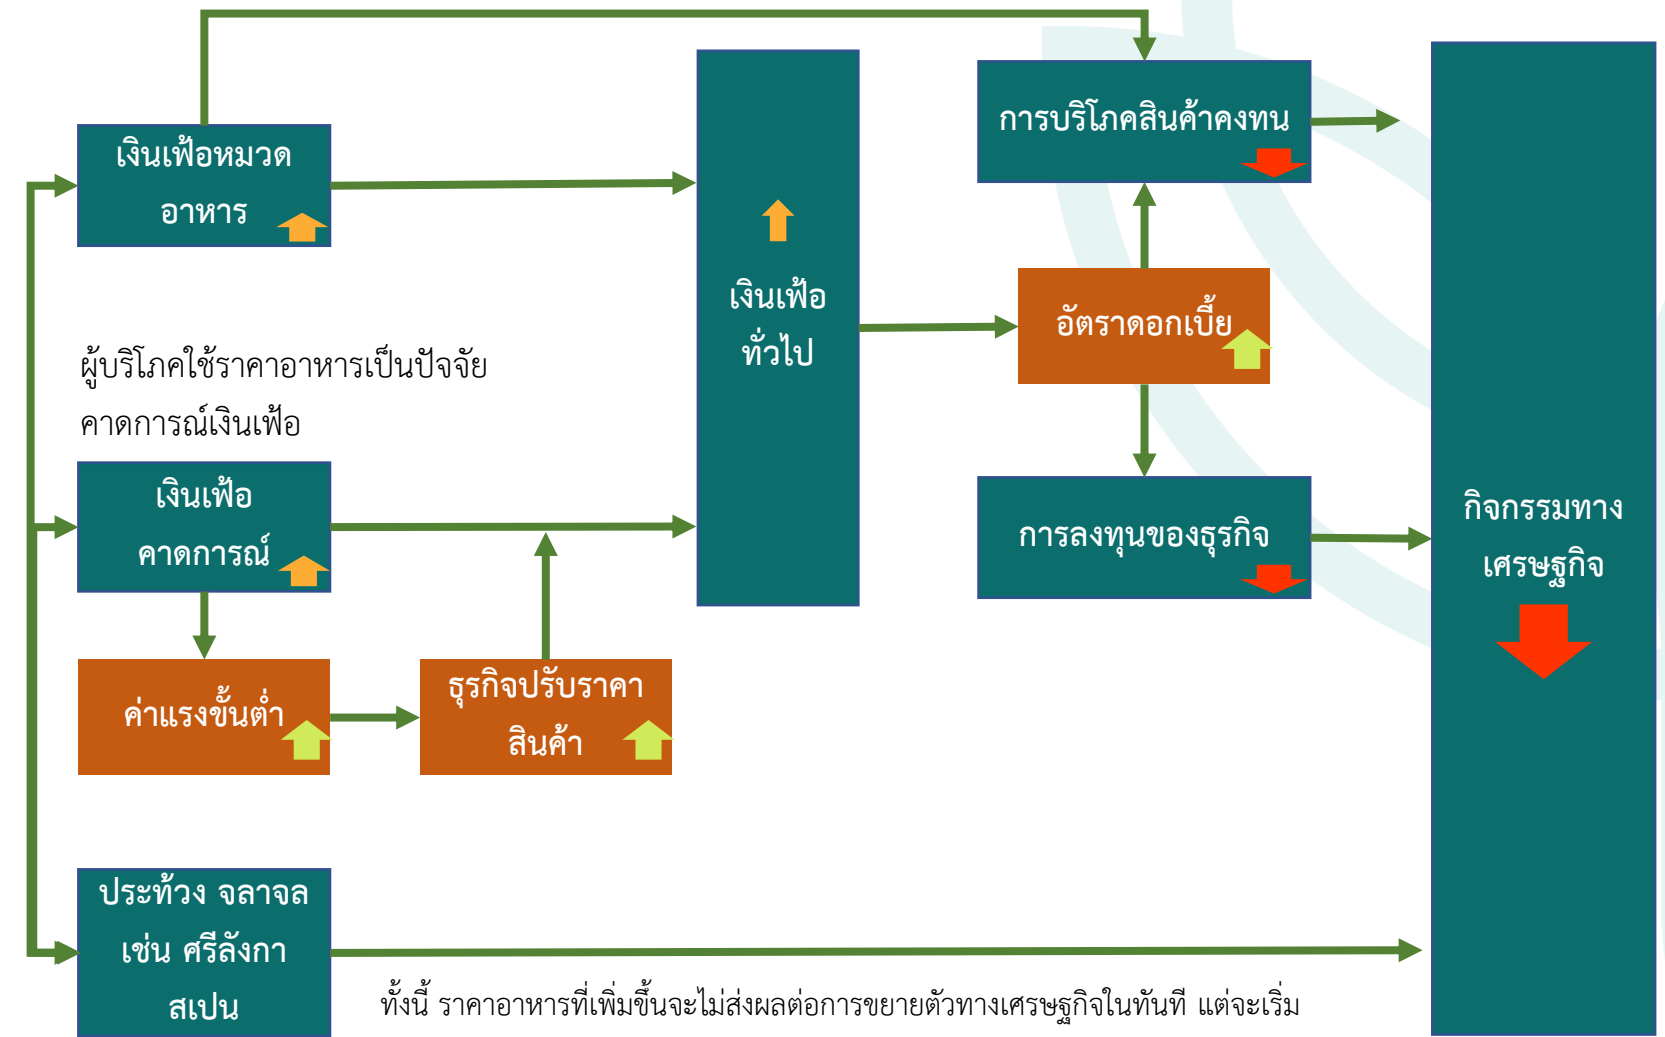 เงินเฟ้อหมวด
อาหาร
ผู้บริโภคใช้ราคาอาหารเป็นปัจจัย
คาดการณ์เงินเฟ้อ
เงินเฟ้อ
คาดการณ์
ค่าแรงขั้นต่ำ
ธุรกิจปรับราคา
สินค้า
ประท้วง จลาจล
เช่น ศรีลังกา
สเปน
เงินเฟ้อ
ทั่วไป
การบริโภคสินค้าคงทน
อัตราดอกเบี้ย
การลงทุนของธุรกิจ
กิจกรรมทาง
เศรษฐกิจ
ทั้งนี้ ราคาอาหารที่เพิ่มขึ้นจะไม่ส่งผลต่อการขยายตัวทางเศรษฐกิจในทันที แต่จะเริ่ม